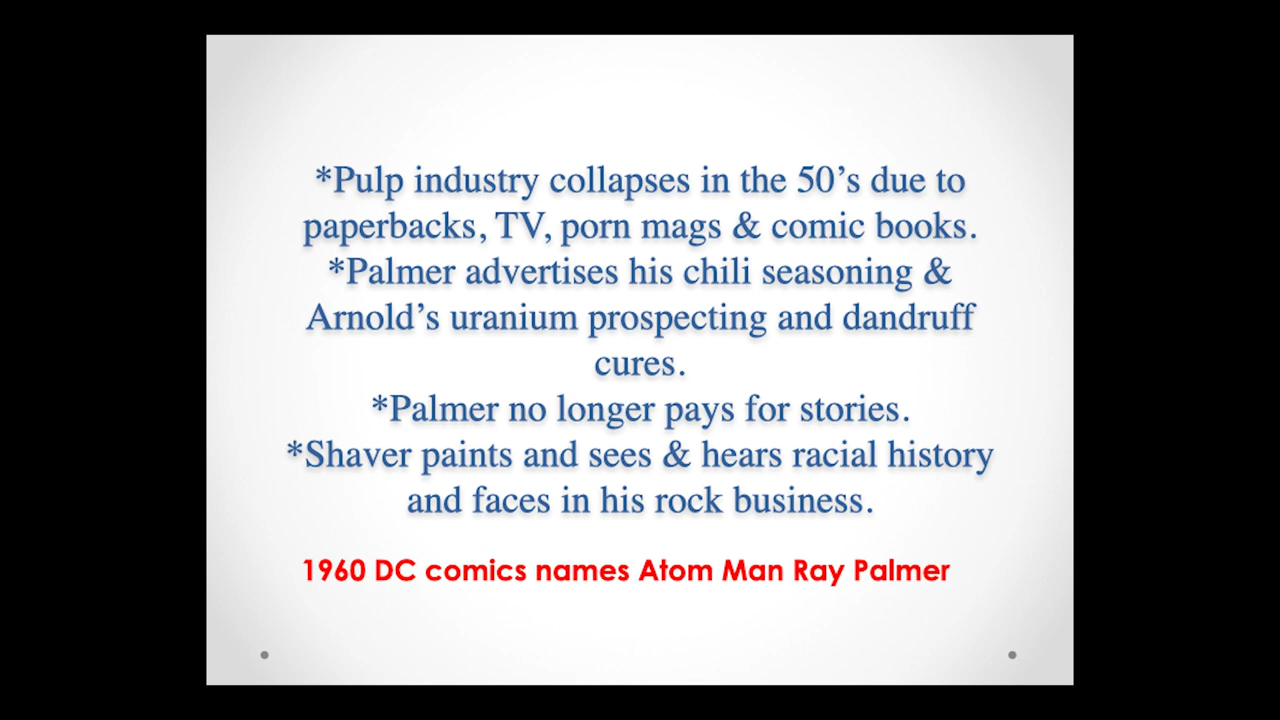 *Pulp industry collapses in the 50’s due to
paperbacks, TV, porn mags & comic books.
*Palmer advertises his chili seasoning &
Arnold’s uranium prospecting and dandruff
cures.
*Palmer no longer pays for stories.
*Shaver paints and sees & hears racial history
and faces in his rock business.
1960 DC comics names Atom Man Ray Palmer